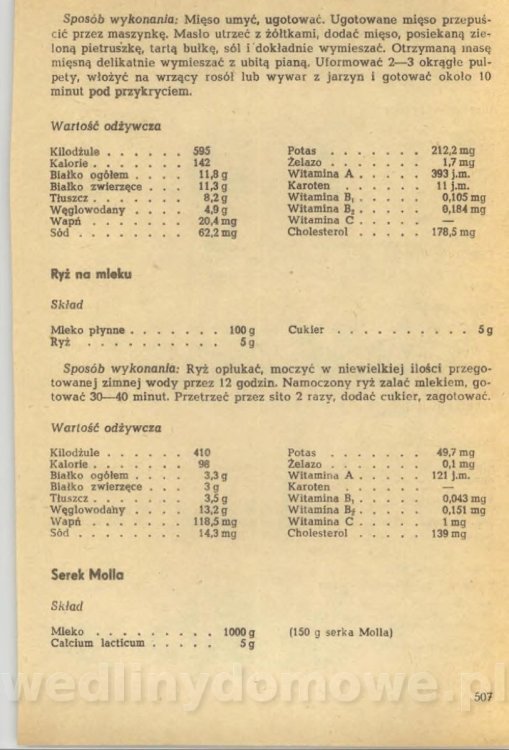 Sposób wykonania: Mięso umyć, ugotować. Ugotowane mięso przepuś-
cić przez maszynkę. Masło utrzeć z żółtkami, dodać mięso, posiekaną zie-
loną pietruszkę, tartą bułkę, sól i dokładnie wymieszać. Otrzymaną masę
mięsną delikatnie wymieszać z ubitą pianą. Uformować 2—3 okrągłe pul-
pety, włożyć na wrzący rosół lub wywar z jarzyn i gotować około 10
minut pod przykryciem.
Wartość odżywcza
Kilodżule . . . . . . 595 Potas . . . . . . . 212,2 mg
Kalorie . . . . . . . 142 Żelazo . . . . . . . 1,7 mg
Białko ogółem . . . . 11,8 g Witamina A . . . . . 393 j.m.
Białko zwierzęce . . . 11,3 g Karoten . . . . . . 11 j.m.
Tłuszcz . . . . . . . 8,2 g Witamina B₁ . . . . . 0,105 mg
Węglowodany . . . . 4,9 g Witamina B₂ . . . . . 0,184 mg
Wapń . . . . . . . 20,4 mg Witamina C . . . . . —
Sód . . . . . . . . 62,2 mg Cholesterol . . . . . 178,5 mg
Ryż na mleku
Skład
Mleko płynne . . . . . . . 100 g Cukier . . . . . . . . . . 5 g
Ryż . . . . . . . . . . 5 g
Sposób wykonania: Ryż opłukać, moczyć w niewielkiej ilości przego-
towanej zimnej wody przez 12 godzin. Namoczony ryż zalać mlekiem, go-
tować 30—40 minut. Przetrzeć przez sito 2 razy, dodać cukier, zagotować.
Wartość odżywcza
Kilodżule . . . . . . 410 Potas . . . . . . . 49,7 mg
Kalorie . . . . . . . 98 Żelazo . . . . . . . 0,1 mg
Białko ogółem . . . . 3,3 g Witamina A . . . . . 121 j.m.
Białko zwierzęce . . . 3 g Karoten . . . . . . —
Tłuszcz . . . . . . . 3,5 g Witamina B₁ . . . . . 0,043 mg
Węglowodany . . . . 13,2 g Witamina B₂ . . . . . 0,151 mg
Wapń . . . . . . . 118,5 mg Witamina C . . . . . 1 mg
Sód . . . . . . . . 14,3 mg Cholesterol . . . . . 139 mg
Serek Molla
Skład
Mleko . . . . . . . . . 1000 g (150 g serka Molla)
Calcium lacticum . . . . . 5 g
wedlinydomowe.pl
507